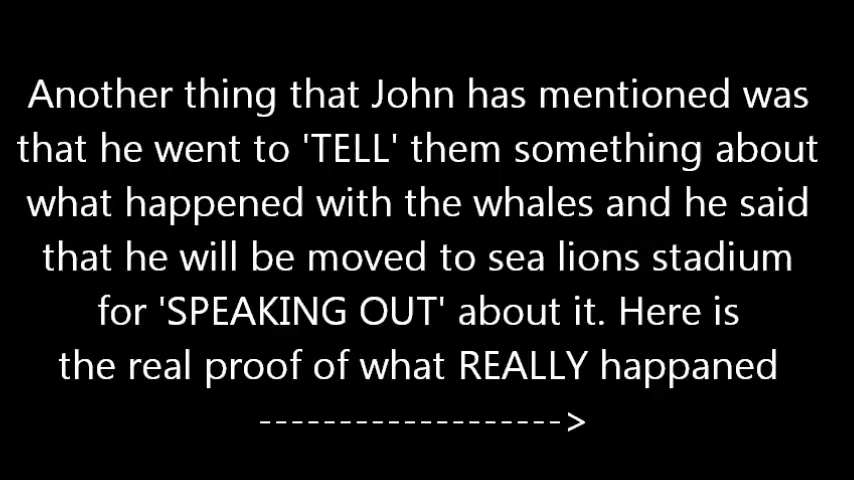 Another thing that John has mentioned was
that he went to 'TELL' them something about
what happened with the whales and he said
that he will be moved to sea lions stadium
for 'SPEAKING OUT' about it. Here is
the real proof of what REALLY happaned
------------------->